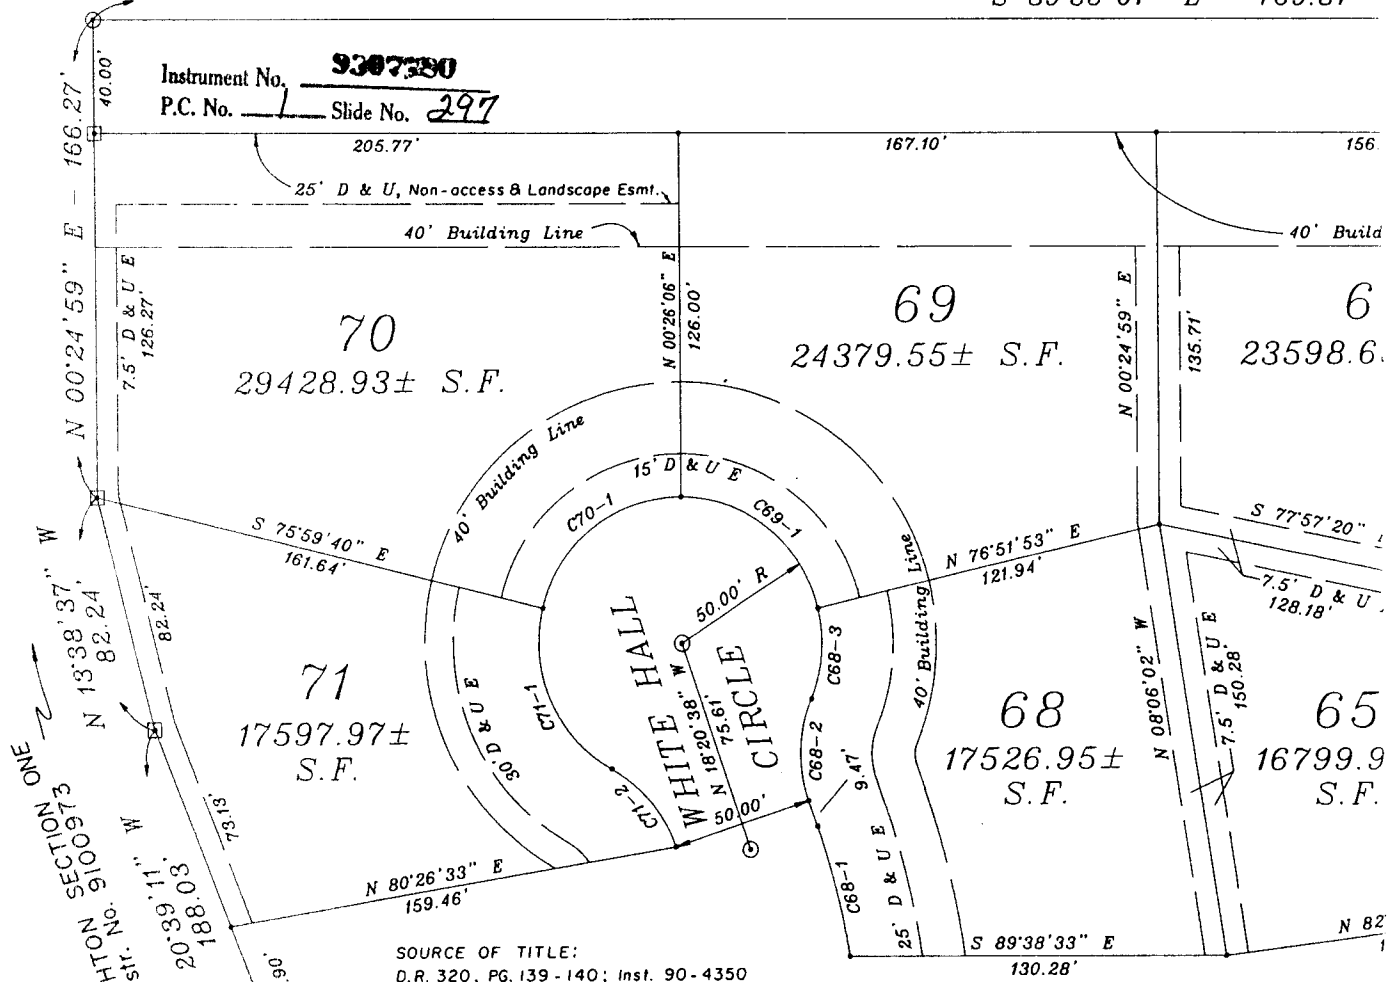 40.00'
Instrument No. 9307380
P.C. No. 1 Slide No. 297
N 00°24'59" E - 166.27'
205.77'
167.10'
156.
25' D & U, Non-access & Landscape Esmt.
40' Building Line
40' Build
7.5' D & U E
126.27'
N 00°26'06" E
126.00'
N 00°24'59" E
135.71'
70
29428.93± S.F.
69
24379.55± S.F.
6
23598.6
40' Building Line
15' D & U E
C70-1
C69-1
S 75°59'40" E
161.64'
N 76°51'53" E
121.94'
S 77°57'20"
7.5' D & U
128.18'
50.00' R
WHITE HALL
CIRCLE
N 18°20'38" W
75.61'
50.00'
N 13°38'37" W
82.24'
82.24'
71
17597.97±
S.F.
C71-1
C71-2
30' D & U E
C68-3
C68-2
9.47'
C68-1
40' Building Line
25' D & U E
68
17526.95±
S.F.
N 08°06'02" W
7.5' D & U E
150.28'
65
16799.9
S.F.
73.13'
HTON SECTION ONE
str. No. 9100973
20°39'11" W
188.03'
.90'
N 80°26'33" E
159.46'
S 89°38'33" E
130.28'
N 82°
SOURCE OF TITLE:
D.R. 320, PG. 139-140; Inst. 90-4350